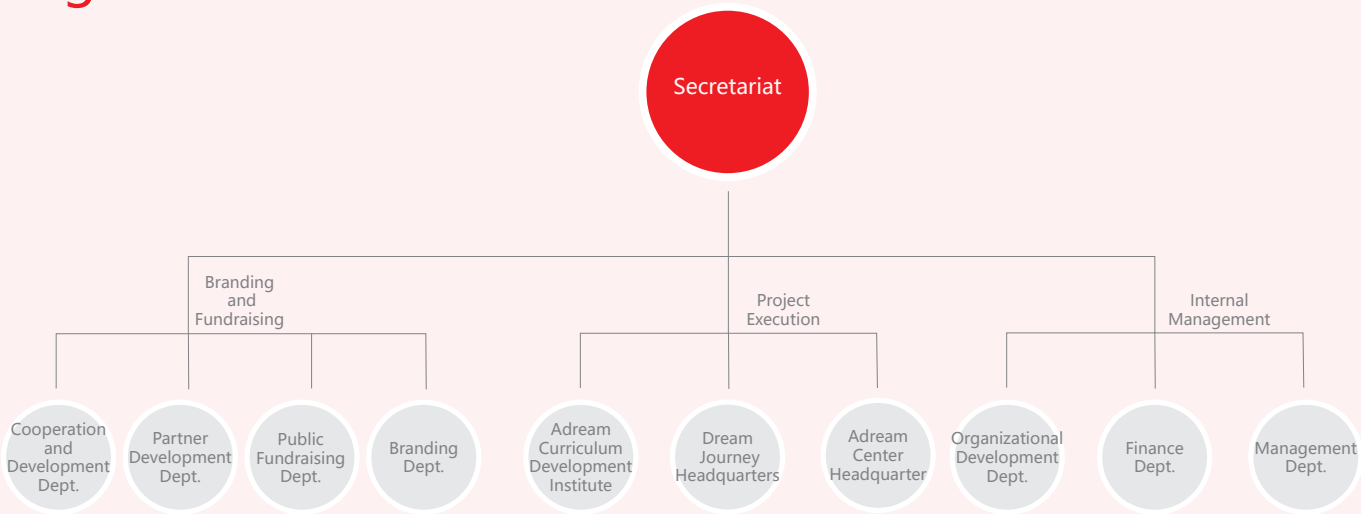 Secretariat
Branding
and
Fundraising
Project
Execution
Internal
Management
Cooperation
and
Development
Dept.
Partner
Development
Dept.
Public
Fundraising
Dept.
Branding
Dept.
Adream
Curriculum
Development
Institute
Dream
Journey
Headquarters
Adream
Center
Headquarter
Organizational
Development
Dept.
Finance
Dept.
Management
Dept.